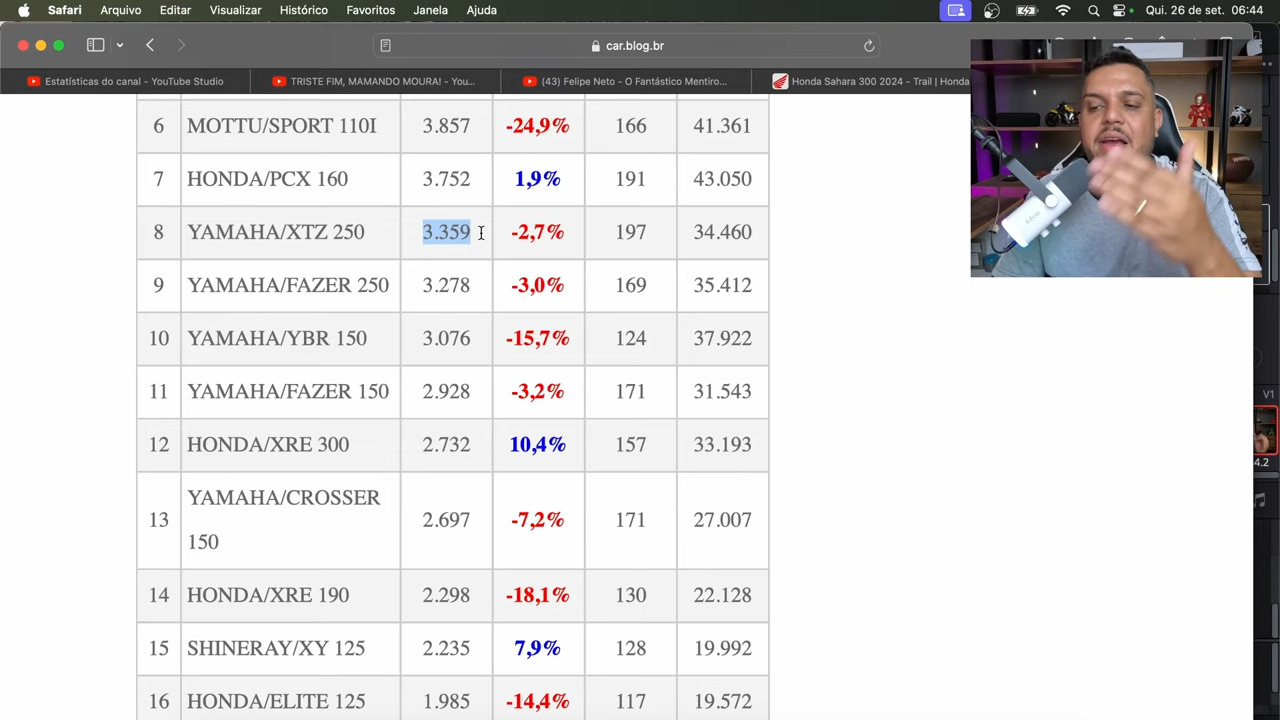 Safari Arquivo Editar Visualizar Histórico Favoritos Janela Ajuda Qui. 26 de set. 06:44
car.blog.br
Estatísticas do canal - YouTube Studio
TRISTE FIM, MAMANDO MOURA! - You...
(43) Felipe Neto - O Fantástico Mentiro...
Honda Sahara 300 2024 - Trail | Honda
6 MOTTU/SPORT 110I 3.857 -24,9% 166 41.361
7 HONDA/PCX 160 3.752 1,9% 191 43.050
8 YAMAHA/XTZ 250 3.359 -2,7% 197 34.460
9 YAMAHA/FAZER 250 3.278 -3,0% 169 35.412
10 YAMAHA/YBR 150 3.076 -15,7% 124 37.922
11 YAMAHA/FAZER 150 2.928 -3,2% 171 31.543
12 HONDA/XRE 300 2.732 10,4% 157 33.193
13 YAMAHA/CROSSER 2.697 -7,2% 171 27.007
150
14 HONDA/XRE 190 2.298 -18,1% 130 22.128
15 SHINERAY/XY 125 2.235 7,9% 128 19.992
16 HONDA/ELITE 125 1.985 -14,4% 117 19.572
V1
4.2